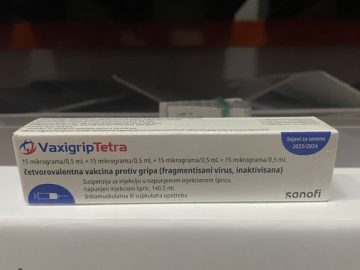 VaxigripTetra
Sojevi za sezonu
2023/2024
15 mikrograma/0,5 mL + 15 mikrograma/0,5 mL + 15 mikrograma/0,5 mL + 15 mikrograma/0,5 mL
četvorovalentna vakcina protiv gripa (fragmentisani virus, inaktivisana)
Suspenzija za injekciju u napunjenom injekcionom špricu,
napunjen injekcioni špric, 1x0,5 mL
Intramuskularna ili supkutana upotreba
sanofi